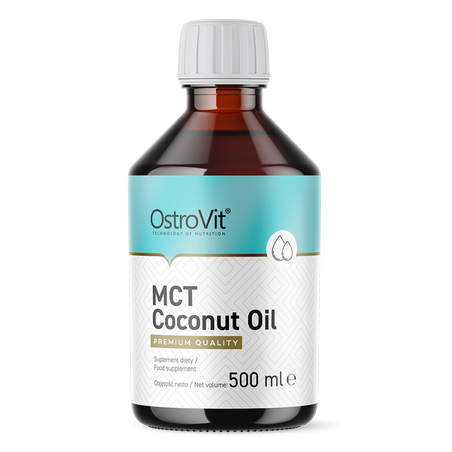 OstroVit®
TECHNOLOGY OF NUTRITION
MCT
Coconut Oil
PREMIUM QUALITY
Suplement diety /
Food supplement
Objętość netto / Net volume: 500 ml ℮